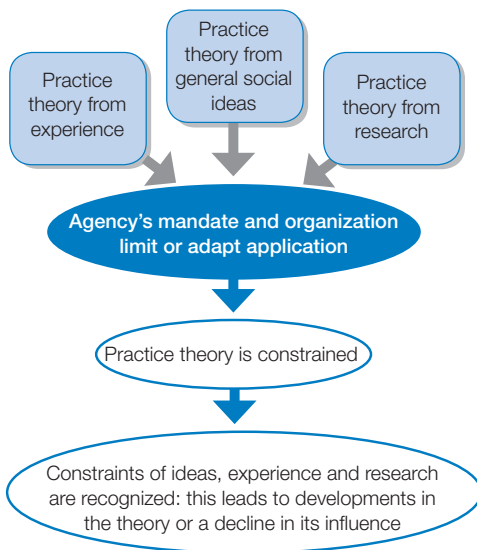 Practice
theory from
experience
Practice
theory from
general social
ideas
Practice
theory from
research
Agency's mandate and organization
limit or adapt application
Practice theory is constrained
Constraints of ideas, experience and research
are recognized: this leads to developments in
the theory or a decline in its influence